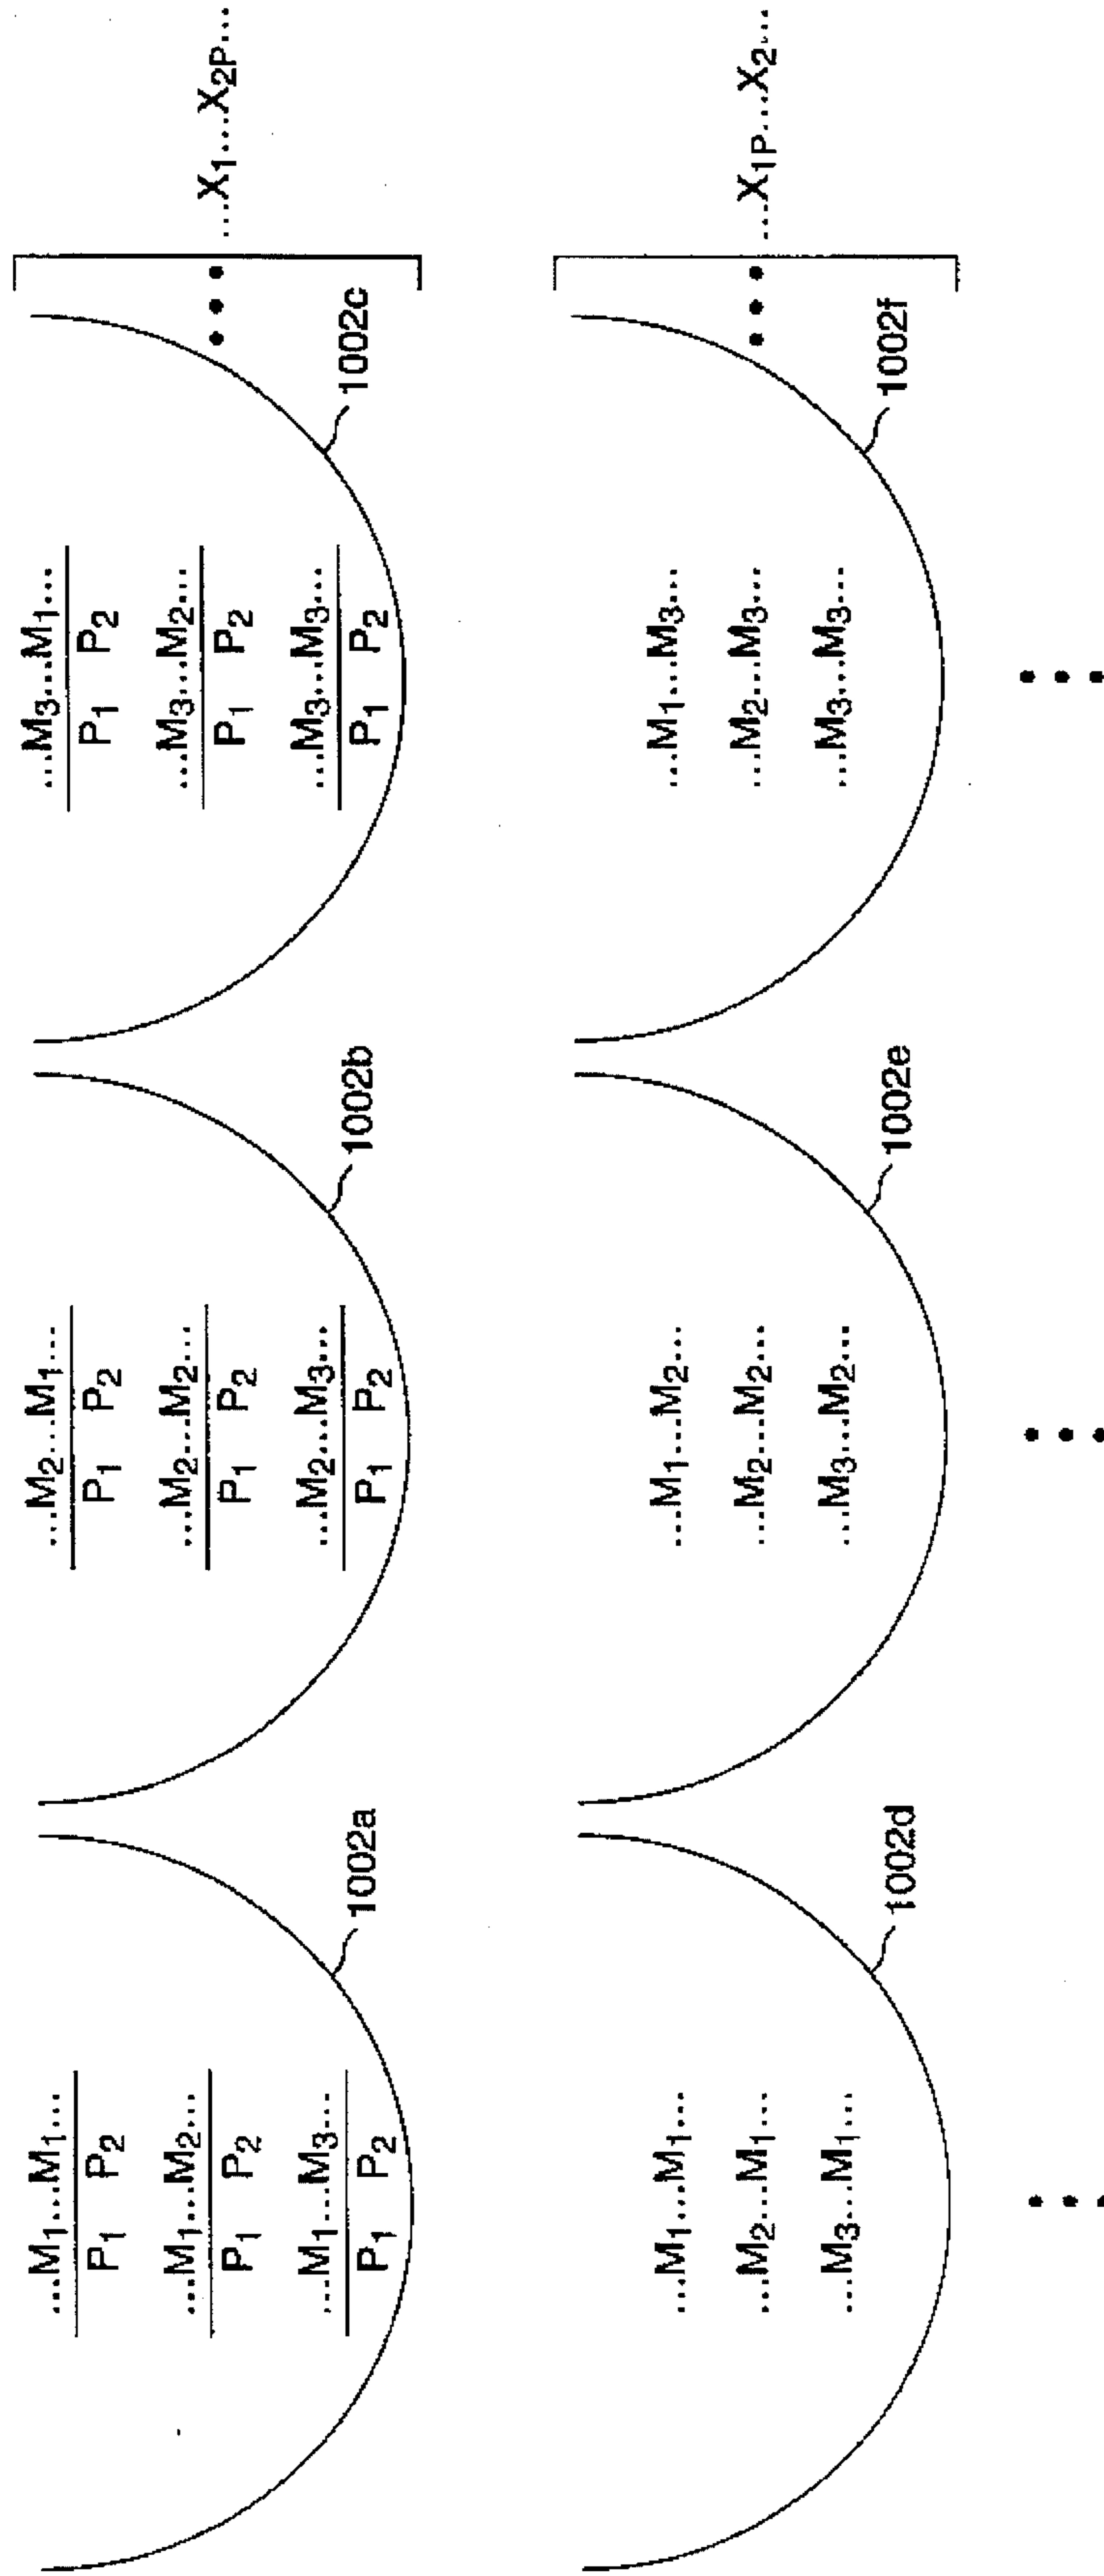 ...M1...M1...
P1 P2
...M1...M2...
P1 P2
...M1...M3...
P1 P2
1002a
...M2...M1...
P1 P2
...M2...M2...
P1 P2
...M2...M3...
P1 P2
1002b
...M3...M1...
P1 P2
...M3...M2...
P1 P2
...M3...M3...
P1 P2
1002c
...X1...X2P...
...M1...M1...
...M2...M1...
...M3...M1...
1002d
...M1...M2...
...M2...M2...
...M3...M2...
1002e
...M1...M3...
...M2...M3...
...M3...M3...
1002f
...X1P...X2...